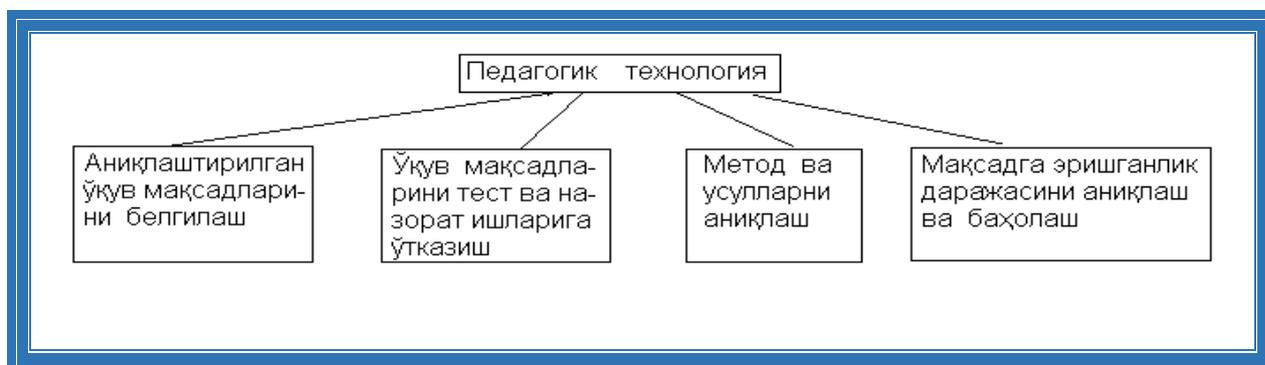 Педагогик технология
Аниқлаштирилган
ўқув мақсадлари-
ни белгилаш
Ўқув мақсадла-
рини тест ва на-
зорат ишларига
ўтказиш
Метод ва
усулларни
аниқлаш
Мақсадга эришганлик
даражасини аниқлаш
ва баҳолаш